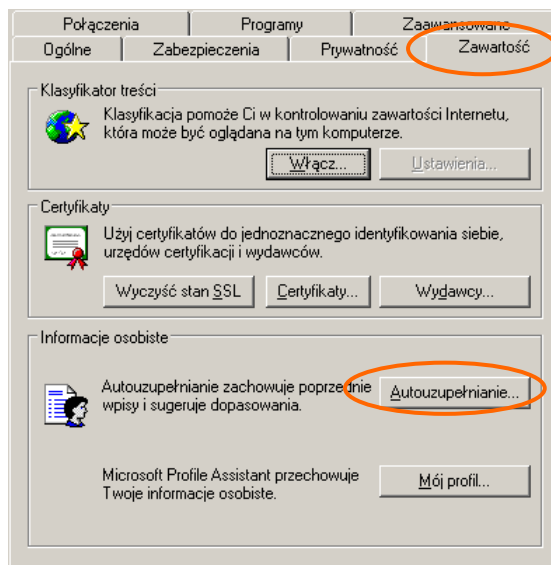 Połączenia Programy Zaawansowane
Ogólne Zabezpieczenia Prywatność Zawartość
Klasyfikator treści
Klasyfikacja pomoże Ci w kontrolowaniu zawartości Internetu,
która może być oglądana na tym komputerze.
Włącz... Ustawienia...
Certyfikaty
Użyj certyfikatów do jednoznacznego identyfikowania siebie,
urzędów certyfikacji i wydawców.
Wyczyść stan SSL Certyfikaty... Wydawcy...
Informacje osobiste
Autouzupełnianie zachowuje poprzednie
wpisy i sugeruje dopasowania.
Autouzupełnianie...
Microsoft Profile Assistant przechowuje
Twoje informacje osobiste.
Mój profil...